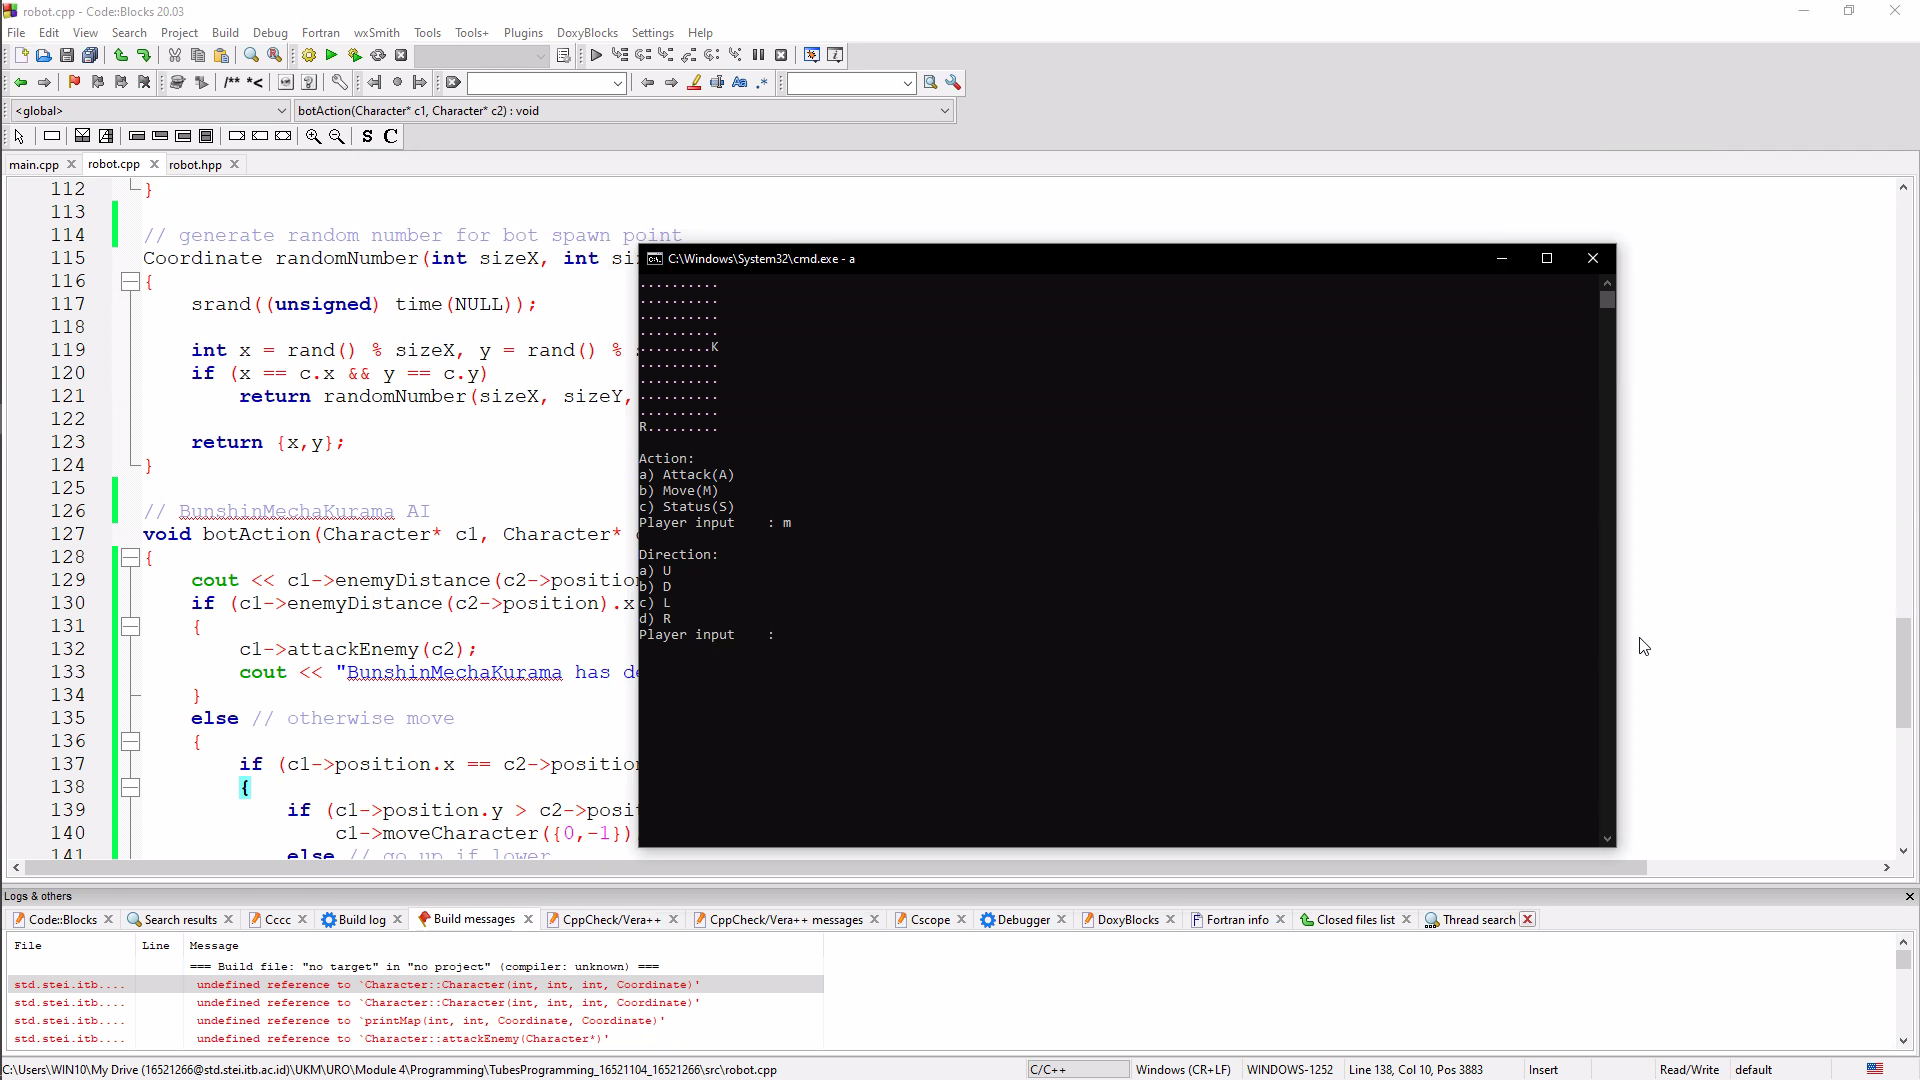 robot.cpp - Code::Blocks 20.03
File Edit View Search Project Build Debug Fortran wxSmith Tools Tools+ Plugins DoxyBlocks Settings Help
/** *<
Aa .*
<global> botAction(Character* c1, Character* c2) : void
S C
main.cpp robot.cpp robot.hpp
112 }
113
114 // generate random number for bot spawn point
115 Coordinate randomNumber(int sizeX, int si
116 {
117 srand((unsigned) time(NULL));
118
119 int x = rand() % sizeX, y = rand() %
120 if (x == c.x && y == c.y)
121 return randomNumber(sizeX, sizeY,
122
123 return {x,y};
124 }
125
126 // BunshinMechaKurama AI
127 void botAction(Character* c1, Character*
128 {
129 cout << c1->enemyDistance(c2->position
130 if (c1->enemyDistance(c2->position).x
131 {
132 c1->attackEnemy(c2);
133 cout << "BunshinMechaKurama has de
134 }
135 else // otherwise move
136 {
137 if (c1->position.x == c2->position
138 {
139 if (c1->position.y > c2->posit
140 c1->moveCharacter({0,-1})
141 else // go up if lower
C:\Windows\System32\cmd.exe - a
..........
..........
..........
..........
.........K
..........
..........
..........
..........
R.........
Action:
a) Attack(A)
b) Move(M)
c) Status(S)
Player input    : m
Direction:
a) U
b) D
c) L
d) R
Player input    :
Logs & others
Code::Blocks Search results Cccc Build log Build messages CppCheck/Vera++ CppCheck/Vera++ messages Cscope Debugger DoxyBlocks Fortran info Closed files list Thread search
File Line Message
=== Build file: "no target" in "no project" (compiler: unknown) ===
std.stei.itb.... undefined reference to `Character::Character(int, int, int, Coordinate)'
std.stei.itb.... undefined reference to `Character::Character(int, int, int, Coordinate)'
std.stei.itb.... undefined reference to `printMap(int, int, Coordinate, Coordinate)'
std.stei.itb.... undefined reference to `Character::attackEnemy(Character*)'
C:\Users\WIN10\My Drive (16521266@std.stei.itb.ac.id)\UKM\URO\Module 4\Programming\TubesProgramming_16521104_16521266\src\robot.cpp C/C++ Windows (CR+LF) WINDOWS-1252 Line 138, Col 10, Pos 3883 Insert Read/Write default